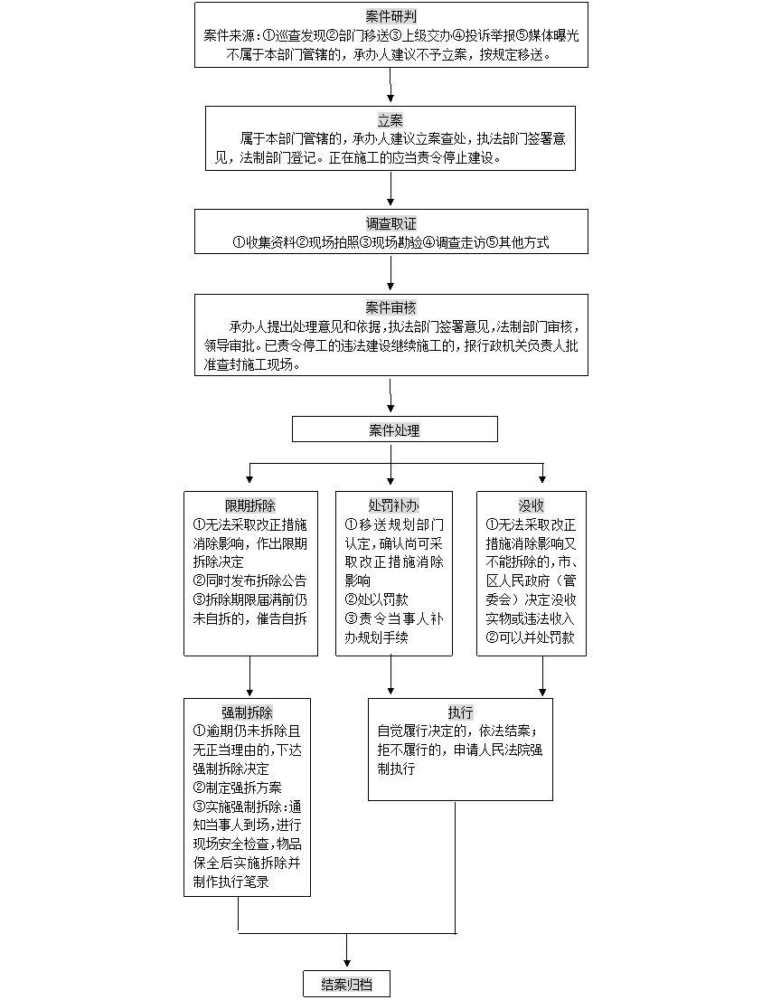 案件研判
案件来源:①巡查发现②部门移送③上级交办④投诉举报⑤媒体曝光
不属于本部门管辖的，承办人建议不予立案，按规定移送。
立案
属于本部门管辖的，承办人建议立案查处，执法部门签署意
见，法制部门登记。正在施工的应当责令停止建设。
调查取证
①收集资料②现场拍照③现场勘验④调查走访⑤其他方式
案件审核
承办人提出处理意见和依据，执法部门签署意见，法制部门审核，
领导审批。已责令停工的违法建设继续施工的，报行政机关负责人批
准查封施工现场。
案件处理
限期拆除
①无法采取改正措施
消除影响，作出限期
拆除决定
②同时发布拆除公告
③拆除期限届满前仍
未自拆的，催告自拆
处罚补办
①移送规划部门
认定，确认尚可采
取改正措施消除
影响
②处以罚款
③责令当事人补
办规划手续
没收
①无法采取改正
措施消除影响又
不能拆除的，市、
区人民政府（管
委会）决定没收
实物或违法收入
②可以并处罚款
强制拆除
①逾期仍未拆除且
无正当理由的，下达
强制拆除决定
②制定强拆方案
③实施强制拆除:通
知当事人到场，进行
现场安全检查，物品
保全后实施拆除并
制作执行笔录
执行
自觉履行决定的，依法结案；
拒不履行的，申请人民法院强
制执行
结案归档